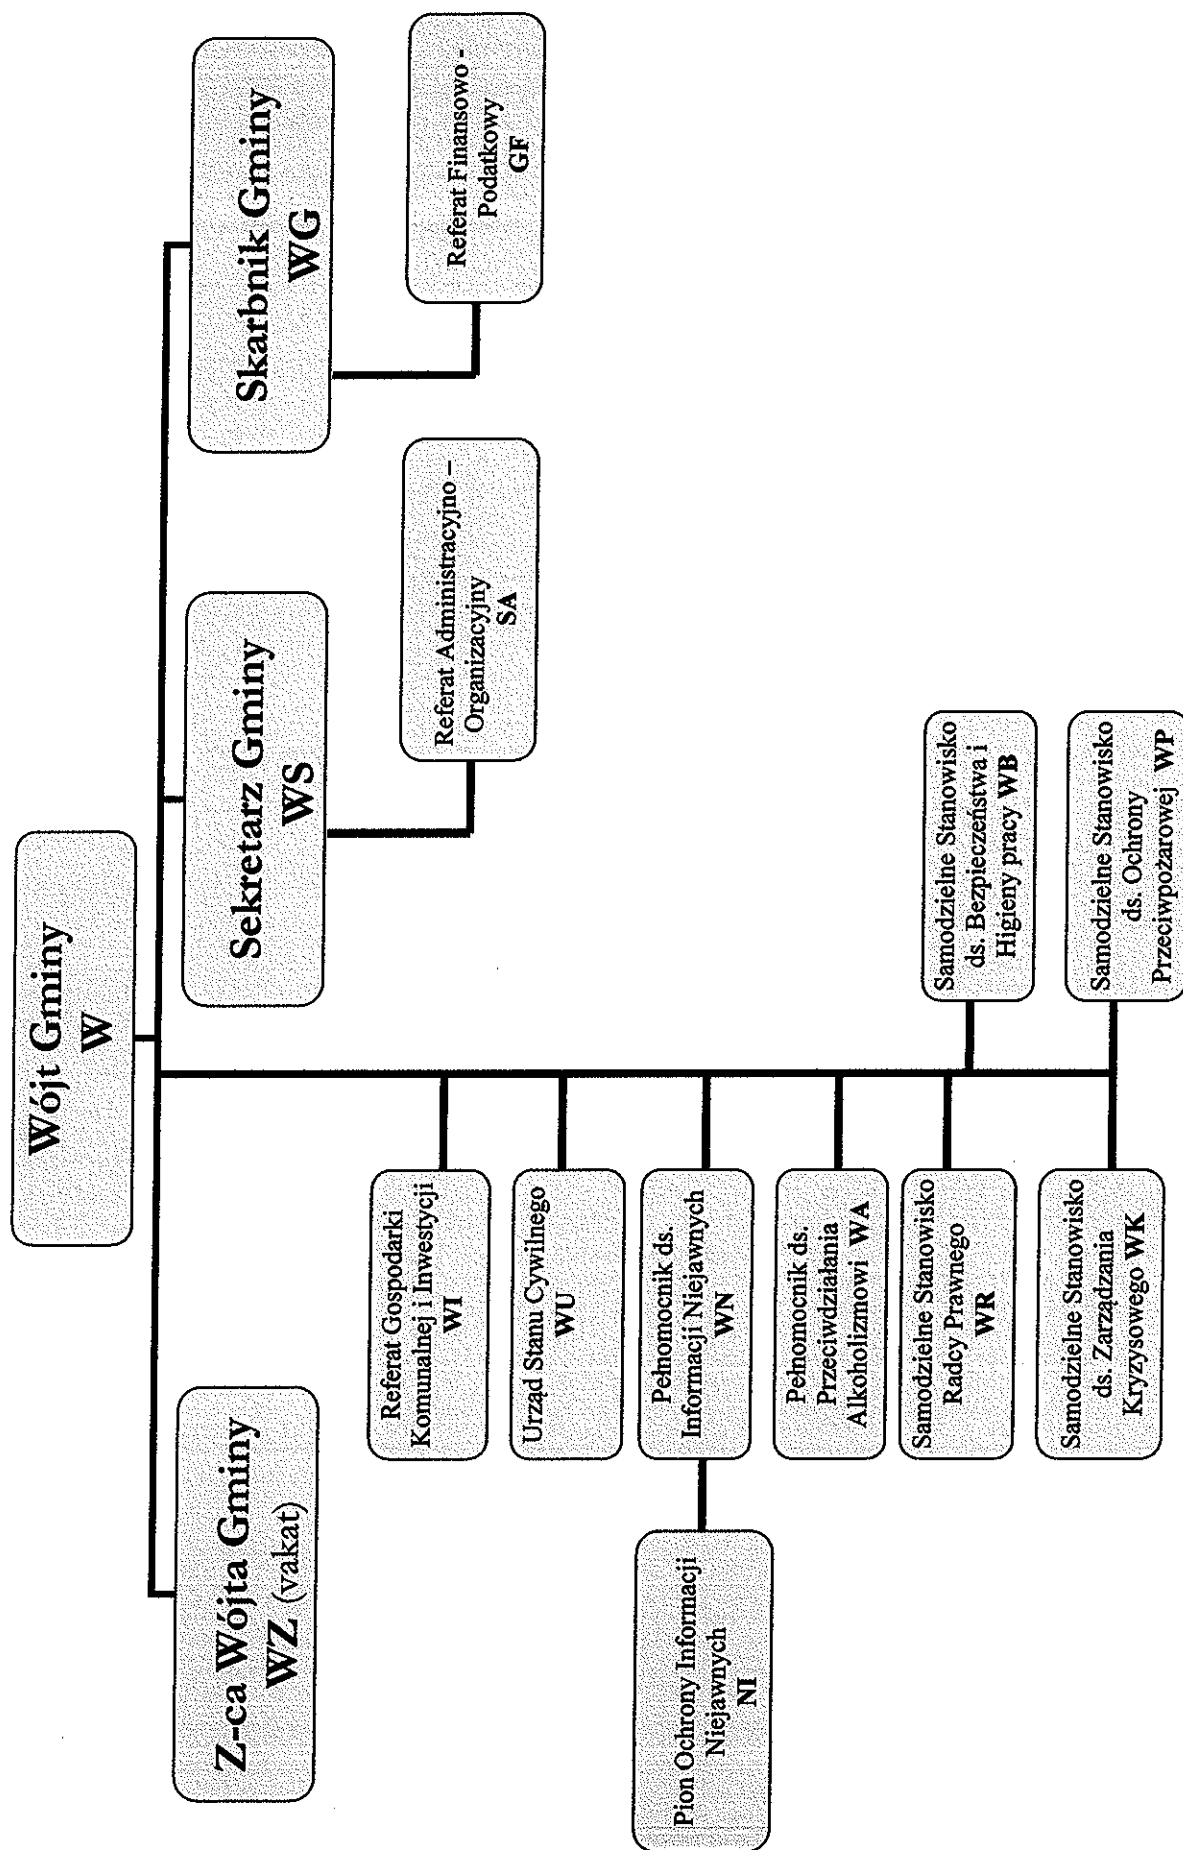 Wójt Gminy
W
Z-ca Wójta Gminy
WZ (vakat)
Sekretarz Gminy
WS
Skarbnik Gminy
WG
Referat Administracyjno –
Organizacyjny
SA
Referat Finansowo -
Podatkowy
GF
Referat Gospodarki
Komunalnej i Inwestycji
WI
Urząd Stanu Cywilnego
WU
Pion Ochrony Informacji
Niejawnych
NI
Pełnomocnik ds.
Informacji Niejawnych
WN
Pełnomocnik ds.
Przeciwdziałania
Alkoholizmowi WA
Samodzielne Stanowisko
Radcy Prawnego
WR
Samodzielne Stanowisko
ds. Bezpieczeństwa i
Higieny pracy WB
Samodzielne Stanowisko
ds. Zarządzania
Kryzysowego WK
Samodzielne Stanowisko
ds. Ochrony
Przeciwpożarowej WP